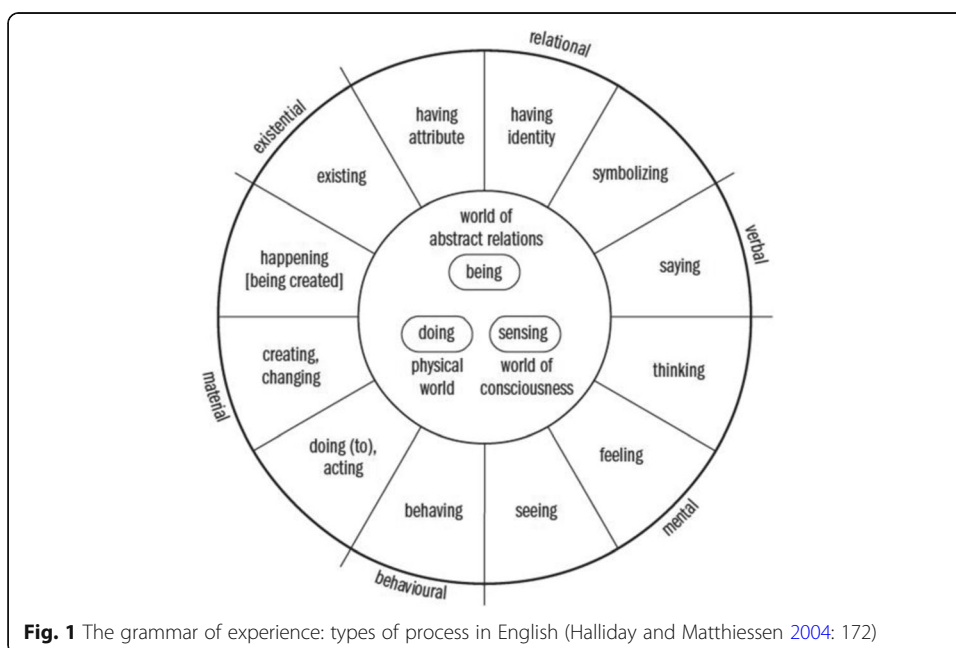 relational
existential
having
attribute
having
identity
existing
symbolizing
world of
abstract relations
being
verbal
happening
[being created]
saying
doing
sensing
physical
world
world of
consciousness
creating,
changing
thinking
material
doing (to),
acting
feeling
behaving
seeing
mental
behavioural
Fig. 1 The grammar of experience: types of process in English (Halliday and Matthiessen 2004: 172)